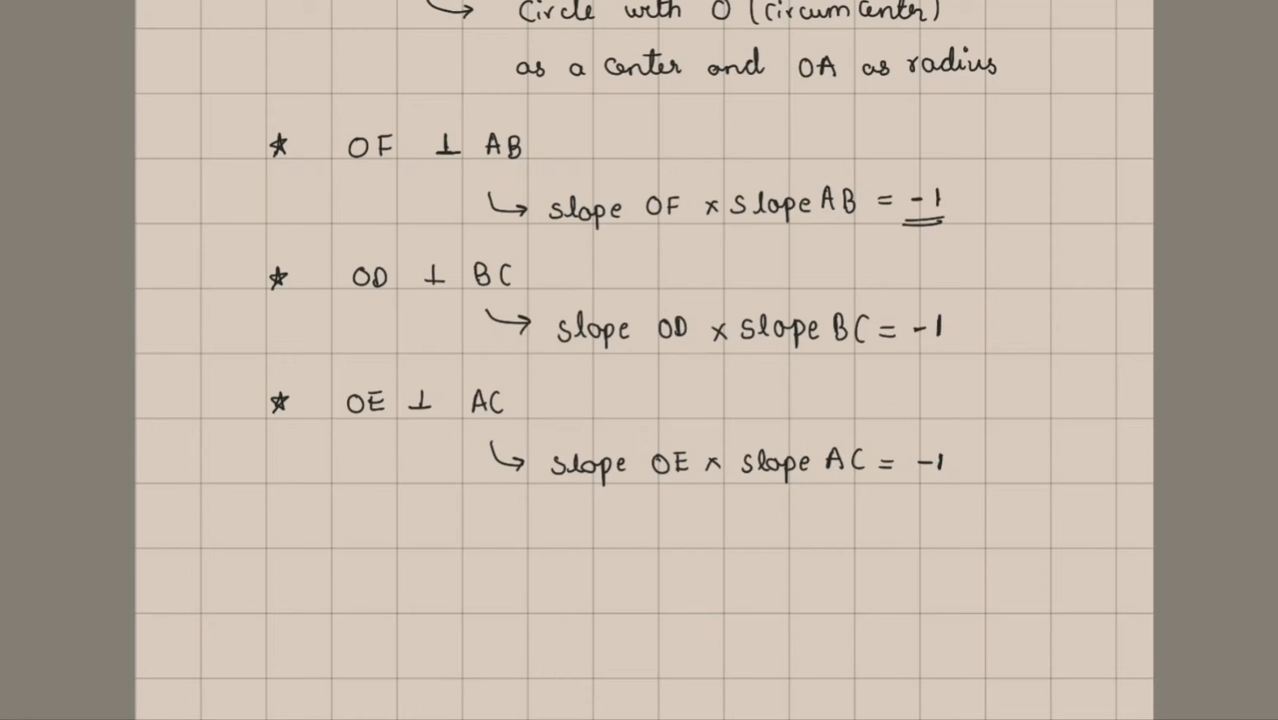 ↳ Circle with O (circumcenter)
as a center and OA as radius
* OF ⊥ AB
↳ slope OF × slope AB = -1
* OD ⊥ BC
↳ slope OD × slope BC = -1
* OE ⊥ AC
↳ slope OE × slope AC = -1